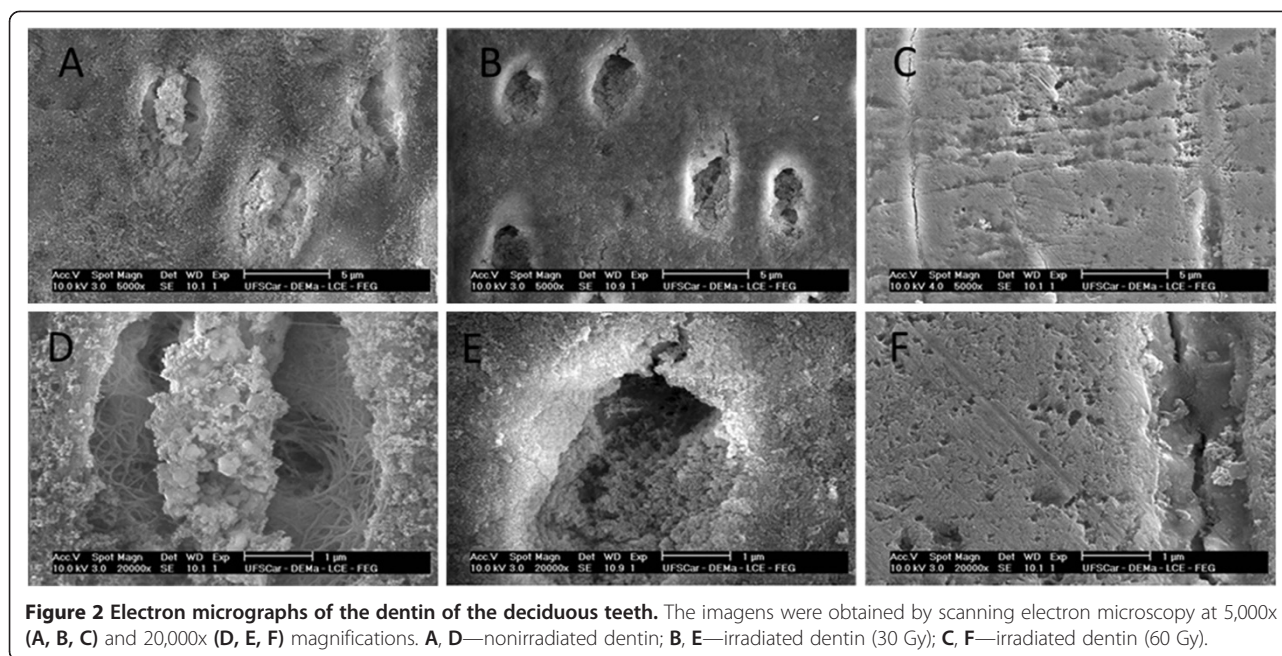 A
Acc.V Spot Magn Det WD Exp 5 µm
10.0 kV 3.0 5000x SE 10.1 1 UFSCar - DEMa - LCE - FEG
B
Acc.V Spot Magn Det WD Exp 5 µm
10.0 kV 3.0 5000x SE 10.9 1 UFSCar - DEMa - LCE - FEG
C
Acc.V Spot Magn Det WD Exp 5 µm
10.0 kV 4.0 5000x SE 10.1 1 UFSCar - DEMa - LCE - FEG
D
Acc.V Spot Magn Det WD Exp 1 µm
10.0 kV 3.0 20000x SE 10.1 1 UFSCar - DEMa - LCE - FEG
E
Acc.V Spot Magn Det WD Exp 1 µm
10.0 kV 3.0 20000x SE 10.9 1 UFSCar - DEMa - LCE - FEG
F
Acc.V Spot Magn Det WD Exp 1 µm
10.0 kV 3.0 20000x SE 10.1 1 UFSCar - DEMa - LCE - FEG
Figure 2 Electron micrographs of the dentin of the deciduous teeth. The imagens were obtained by scanning electron microscopy at 5,000x
(A, B, C) and 20,000x (D, E, F) magnifications. A, D—nonirradiated dentin; B, E—irradiated dentin (30 Gy); C, F—irradiated dentin (60 Gy).